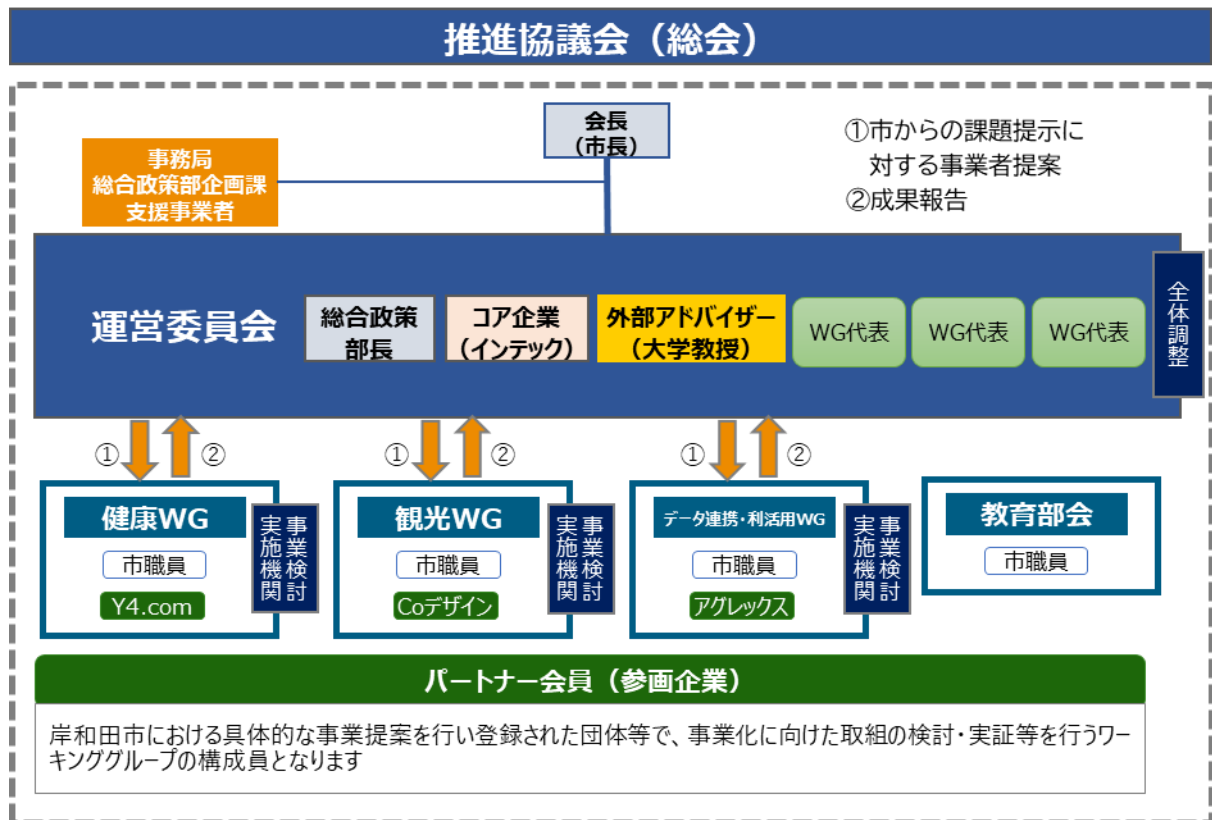 推進協議会（総会）
会長
（市長）
事務局
総合政策部企画課
支援事業者
①市からの課題提示に
対する事業者提案
②成果報告
運営委員会
総合政策
部長
コア企業
（インテック）
外部アドバイザー
（大学教授）
WG代表
WG代表
WG代表
全体調整
①
②
①
②
①
②
健康WG
市職員
Y4.com
事業検討
実施機関
観光WG
市職員
Coデザイン
事業検討
実施機関
データ連携・利活用WG
市職員
アグレックス
事業検討
実施機関
教育部会
市職員
パートナー会員（参画企業）
岸和田市における具体的な事業提案を行い登録された団体等で、事業化に向けた取組の検討・実証等を行うワー
キンググループの構成員となります